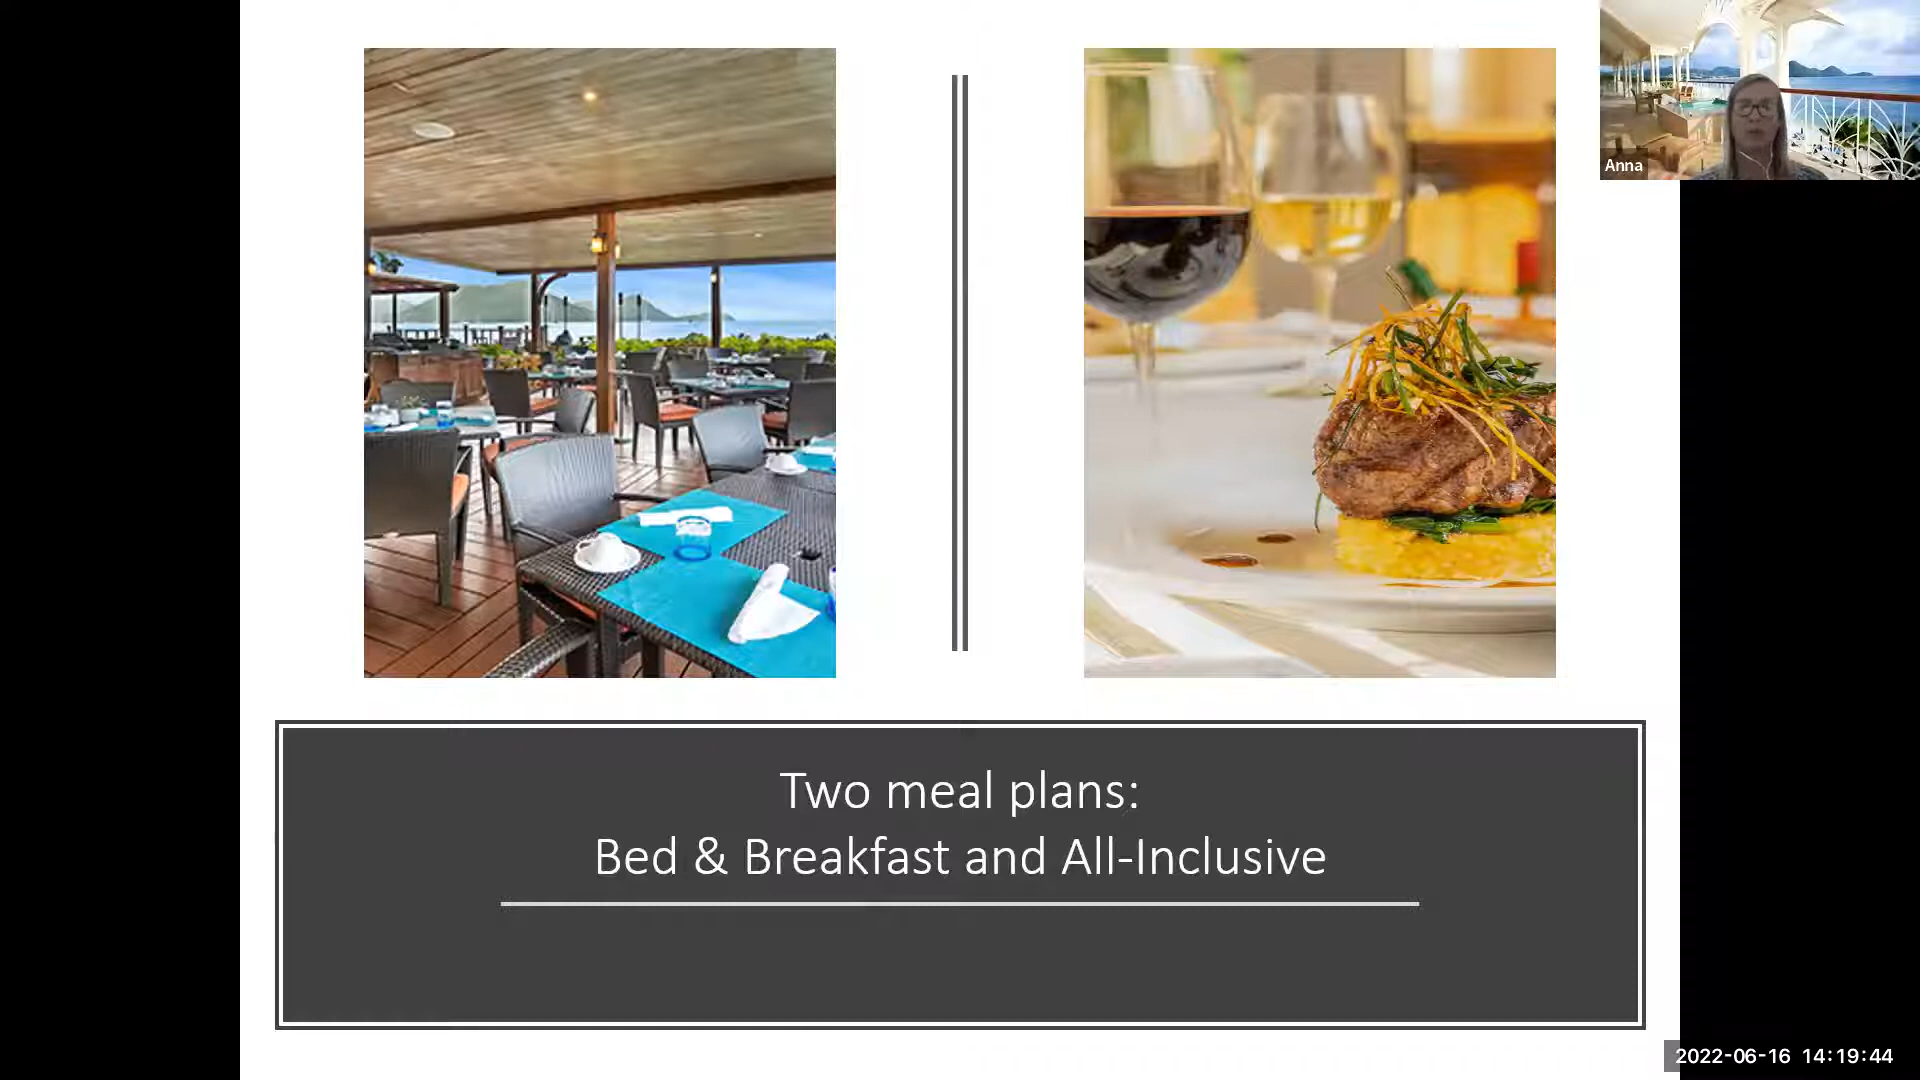 Anna
Two meal plans:
Bed & Breakfast and All-Inclusive
2022-06-16 14:19:44